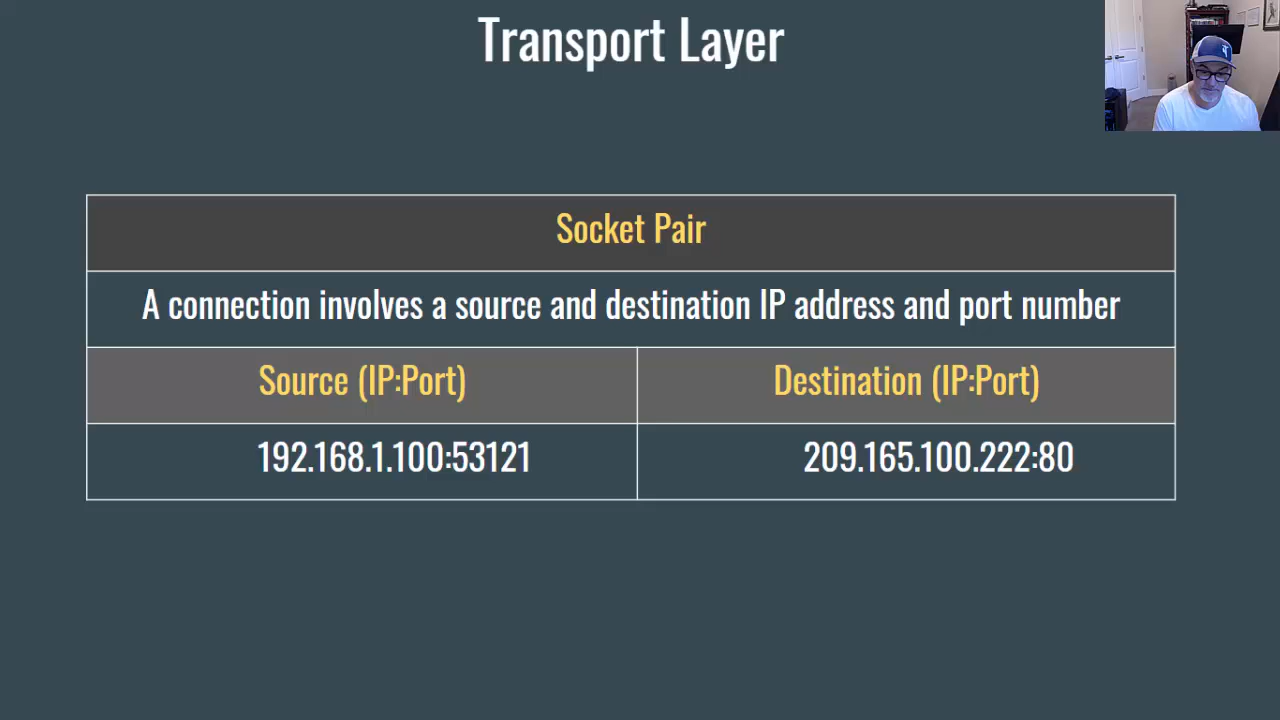 Transport Layer
Socket Pair
A connection involves a source and destination IP address and port number
Source (IP:Port)
Destination (IP:Port)
192.168.1.100:53121
209.165.100.222:80